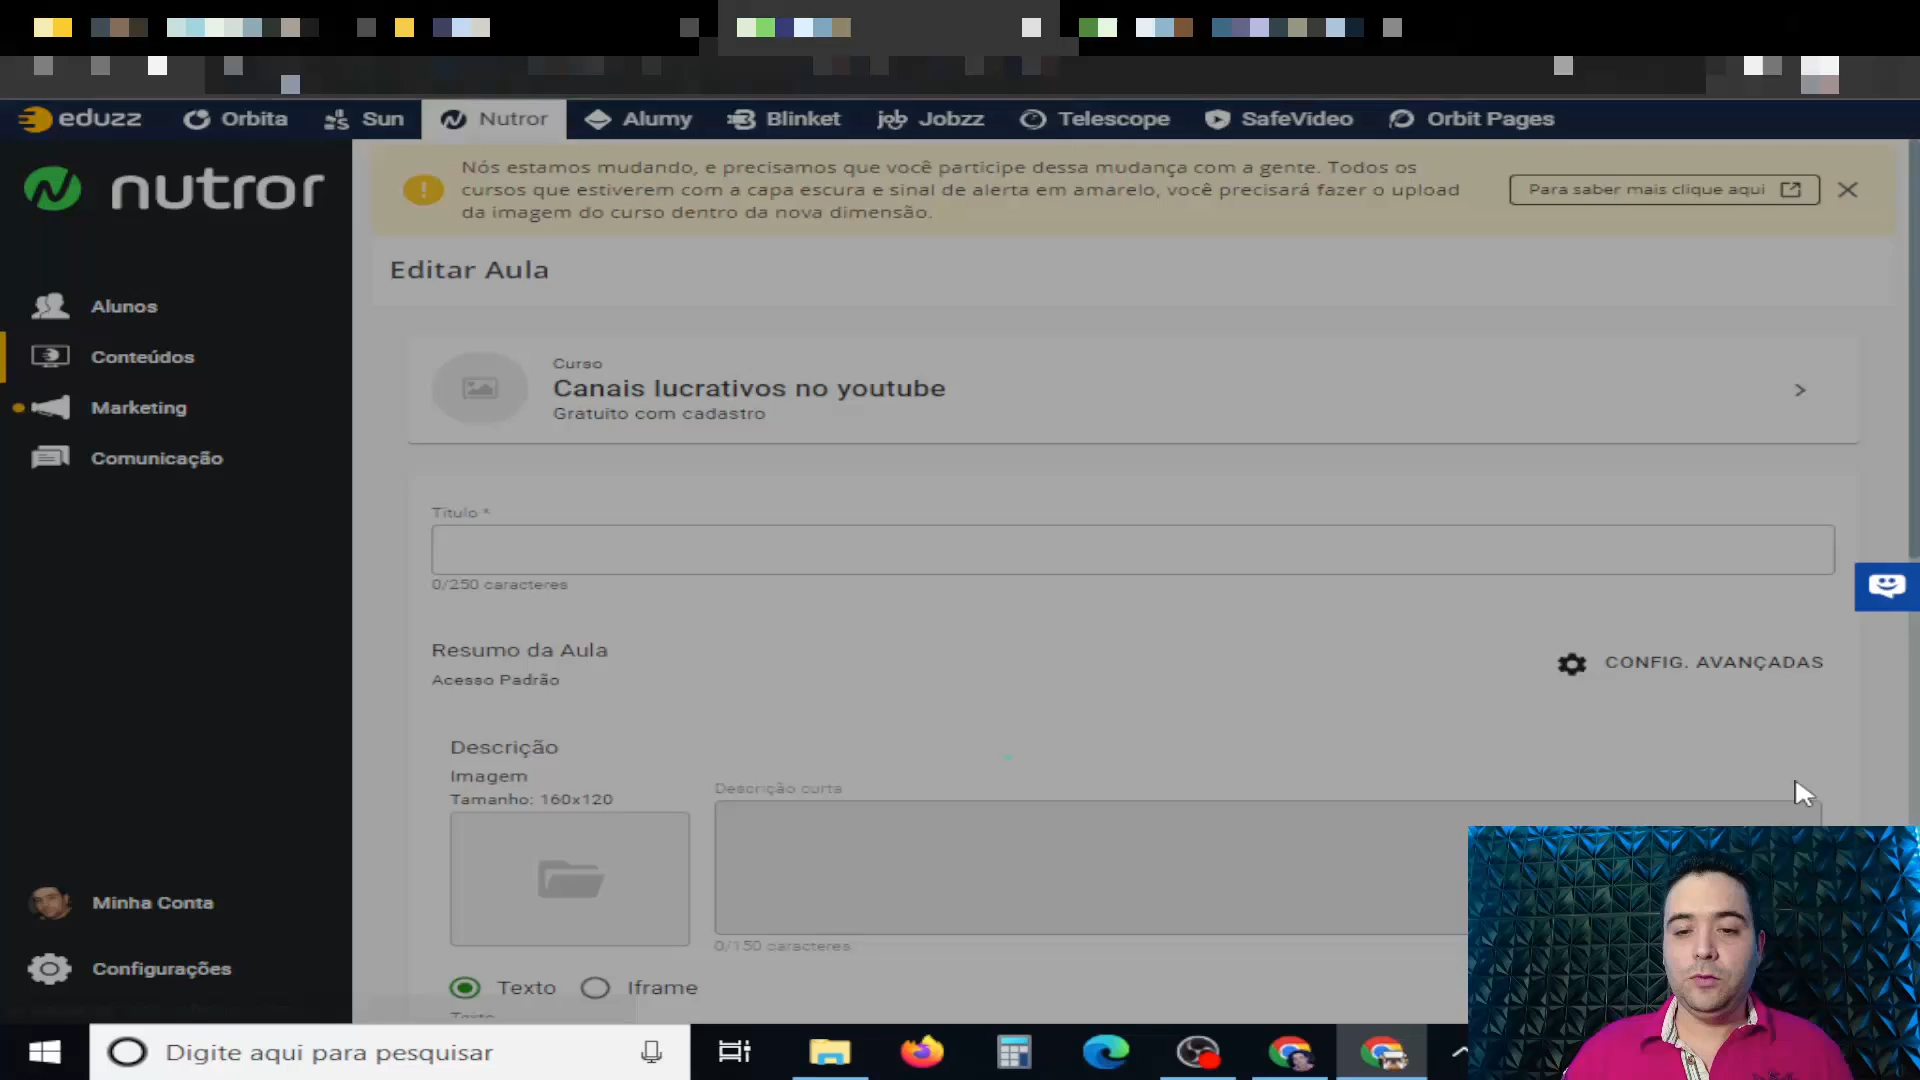 eduzz Orbita Sun Nutror Alumy Blinket Jobzz Telescope SafeVideo Orbit Pages
nutror
Nós estamos mudando, e precisamos que você participe dessa mudança com a gente. Todos os
cursos que estiverem com a capa escura e sinal de alerta em amarelo, você precisará fazer o upload
da imagem do curso dentro da nova dimensão.
Para saber mais clique aqui
Editar Aula
Alunos
Conteúdos
Marketing
Comunicação
Curso
Canais lucrativos no youtube
Gratuito com cadastro
Título *
0/250 caracteres
Resumo da Aula
Acesso Padrão
CONFIG. AVANÇADAS
Descrição
Imagem
Tamanho: 160x120
Descrição curta
0/150 caracteres
Texto Iframe
Texto
Minha Conta
Configurações
Digite aqui para pesquisar